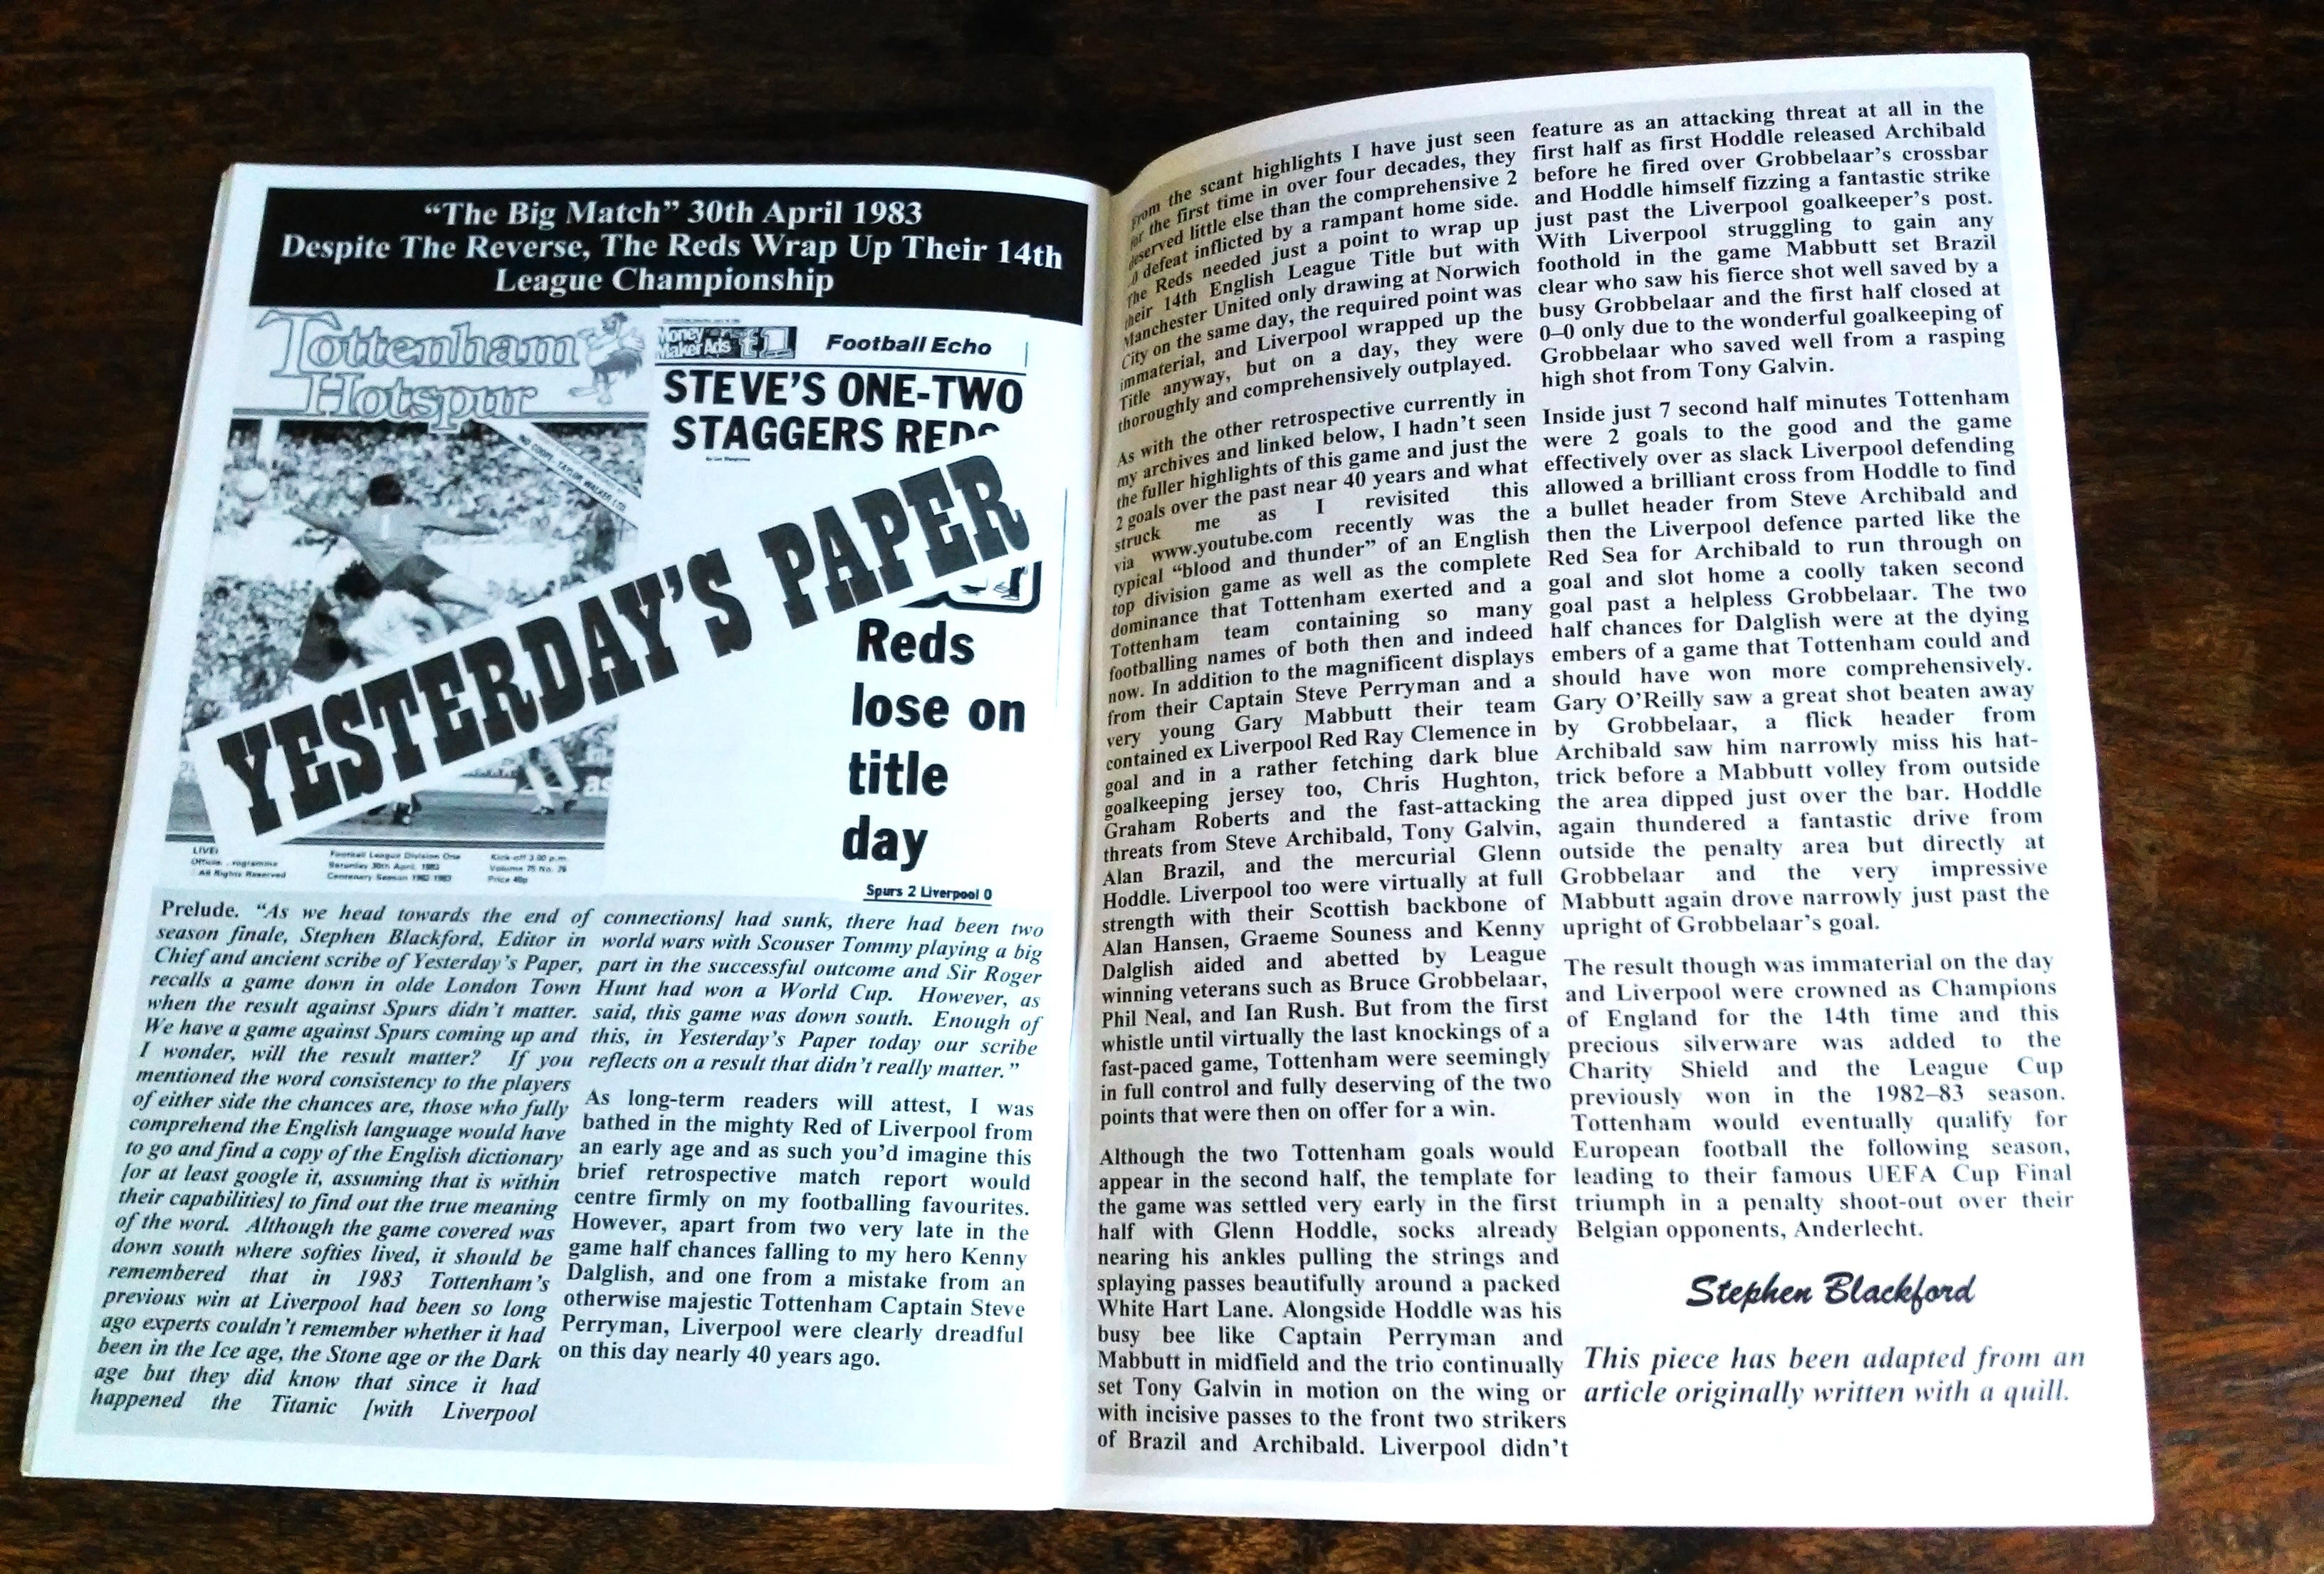 “The Big Match” 30th April 1983
Despite The Reverse, The Reds Wrap Up Their 14th
League Championship
Tottenham
Hotspur
Money
Maker Ads
£1
Football Echo
STEVE’S ONE-TWO
STAGGERS REDS
YESTERDAY’S PAPER
Reds
lose on
title
day
Spurs 2 Liverpool 0
All Rights Reserved
Football League Division One
Saturday 30th April, 1983
Centenary Season 1982-1983
Kick-off 3.00 p.m.
Price 40p
Prelude. “As we head towards the end of
season finale, Stephen Blackford, Editor in
Chief and ancient scribe of Yesterday’s Paper,
recalls a game down in olde London Town
when the result against Spurs didn’t matter.
We have a game against Spurs coming up and
I wonder, will the result matter? If you
mentioned the word consistency to the players
of either side the chances are, those who fully
comprehend the English language would have
to go and find a copy of the English dictionary
[or at least google it, assuming that is within
their capabilities] to find out the true meaning
of the word. Although the game covered was
down south where softies lived, it should be
remembered that in 1983 Tottenham’s
previous win at Liverpool had been so long
ago experts couldn’t remember whether it had
been in the Ice age, the Stone age or the Dark
age but they did know that since it had
happened the Titanic [with Liverpool
connections] had sunk, there had been two
world wars with Scouser Tommy playing a big
part in the successful outcome and Sir Roger
Hunt had won a World Cup. However, as
said, this game was down south. Enough of
this, in Yesterday’s Paper today our scribe
reflects on a result that didn’t really matter.”
As long-term readers will attest, I was
bathed in the mighty Red of Liverpool from
an early age and as such you’d imagine this
brief retrospective match report would
centre firmly on my footballing favourites.
However, apart from two very late in the
game half chances falling to my hero Kenny
Dalglish, and one from a mistake from an
otherwise majestic Tottenham Captain Steve
Perryman, Liverpool were clearly dreadful
on this day nearly 40 years ago.
From the scant highlights I have just seen
for the first time in over four decades, they
deserved little else than the comprehensive 2
0 defeat inflicted by a rampant home side.
The Reds needed just a point to wrap up
their 14th English League Title but with
Manchester United only drawing at Norwich
City on the same day, the required point was
immaterial, and Liverpool wrapped up the
Title anyway, but on a day, they were
thoroughly and comprehensively outplayed.
As with the other retrospective currently in
my archives and linked below, I hadn’t seen
the fuller highlights of this game and just the
2 goals over the past near 40 years and what
struck me as I revisited this
via www.youtube.com recently was the
typical “blood and thunder” of an English
top division game as well as the complete
dominance that Tottenham exerted and a
Tottenham team containing so many
footballing names of both then and indeed
now. In addition to the magnificent displays
from their Captain Steve Perryman and a
very young Gary Mabbutt their team
contained ex Liverpool Red Ray Clemence in
goal and in a rather fetching dark blue
goalkeeping jersey too, Chris Hughton,
Graham Roberts and the fast-attacking
threats from Steve Archibald, Tony Galvin,
Alan Brazil, and the mercurial Glenn
Hoddle. Liverpool too were virtually at full
strength with their Scottish backbone of
Alan Hansen, Graeme Souness and Kenny
Dalglish aided and abetted by League
winning veterans such as Bruce Grobbelaar,
Phil Neal, and Ian Rush. But from the first
whistle until virtually the last knockings of a
fast-paced game, Tottenham were seemingly
in full control and fully deserving of the two
points that were then on offer for a win.
Although the two Tottenham goals would
appear in the second half, the template for
the game was settled very early in the first
half with Glenn Hoddle, socks already
nearing his ankles pulling the strings and
splaying passes beautifully around a packed
White Hart Lane. Alongside Hoddle was his
busy bee like Captain Perryman and
Mabbutt in midfield and the trio continually
set Tony Galvin in motion on the wing or
with incisive passes to the front two strikers
of Brazil and Archibald. Liverpool didn’t
feature as an attacking threat at all in the
first half as first Hoddle released Archibald
before he fired over Grobbelaar’s crossbar
and Hoddle himself fizzing a fantastic strike
just past the Liverpool goalkeeper’s post.
With Liverpool struggling to gain any
foothold in the game Mabbutt set Brazil
clear who saw his fierce shot well saved by a
busy Grobbelaar and the first half closed at
0–0 only due to the wonderful goalkeeping of
Grobbelaar who saved well from a rasping
high shot from Tony Galvin.
Inside just 7 second half minutes Tottenham
were 2 goals to the good and the game
effectively over as slack Liverpool defending
allowed a brilliant cross from Hoddle to find
a bullet header from Steve Archibald and
then the Liverpool defence parted like the
Red Sea for Archibald to run through on
goal and slot home a coolly taken second
goal past a helpless Grobbelaar. The two
half chances for Dalglish were at the dying
embers of a game that Tottenham could and
should have won more comprehensively.
Gary O’Reilly saw a great shot beaten away
by Grobbelaar, a flick header from
Archibald saw him narrowly miss his hat-
trick before a Mabbutt volley from outside
the area dipped just over the bar. Hoddle
again thundered a fantastic drive from
outside the penalty area but directly at
Grobbelaar and the very impressive
Mabbutt again drove narrowly just past the
upright of Grobbelaar’s goal.
The result though was immaterial on the day
and Liverpool were crowned as Champions
of England for the 14th time and this
precious silverware was added to the
Charity Shield and the League Cup
previously won in the 1982–83 season.
Tottenham would eventually qualify for
European football the following season,
leading to their famous UEFA Cup Final
triumph in a penalty shoot-out over their
Belgian opponents, Anderlecht.
Stephen Blackford
This piece has been adapted from an
article originally written with a quill.